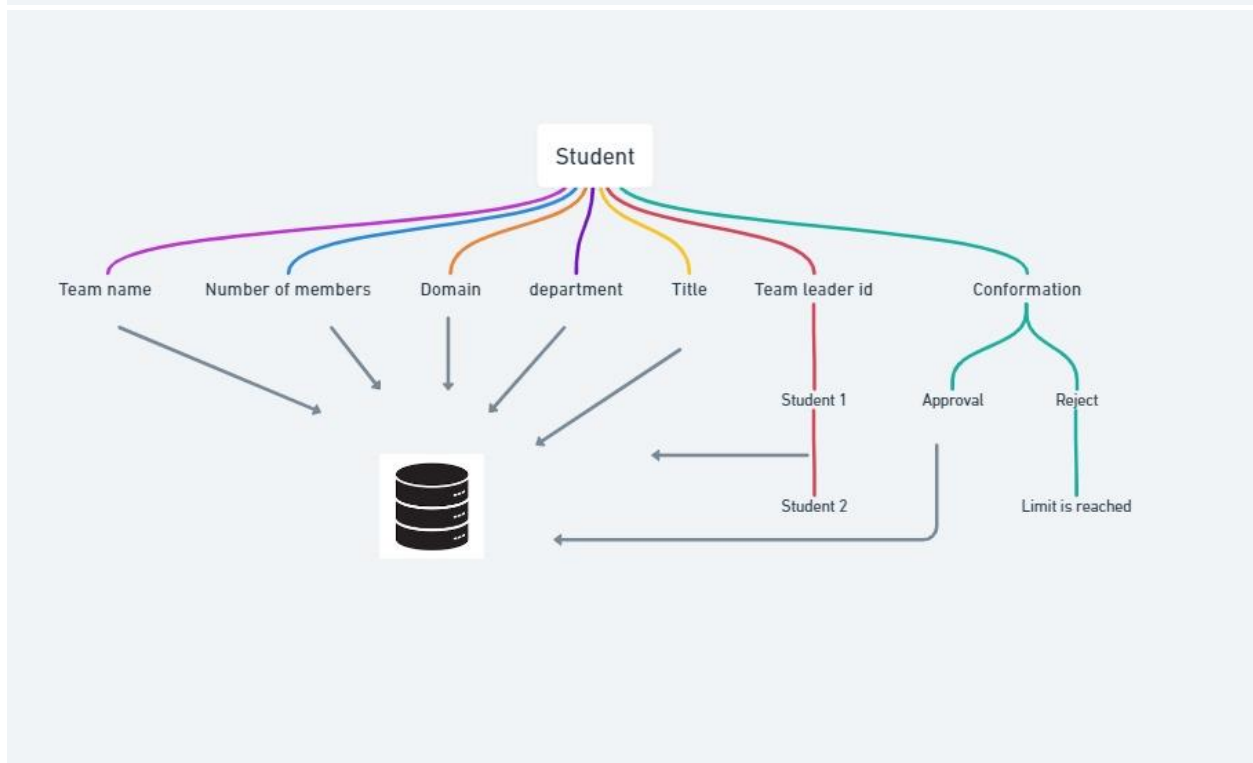 Student
Team name
Number of members
Domain
department
Title
Team leader id
Conformation
Student 1
Approval
Reject
Student 2
Limit is reached